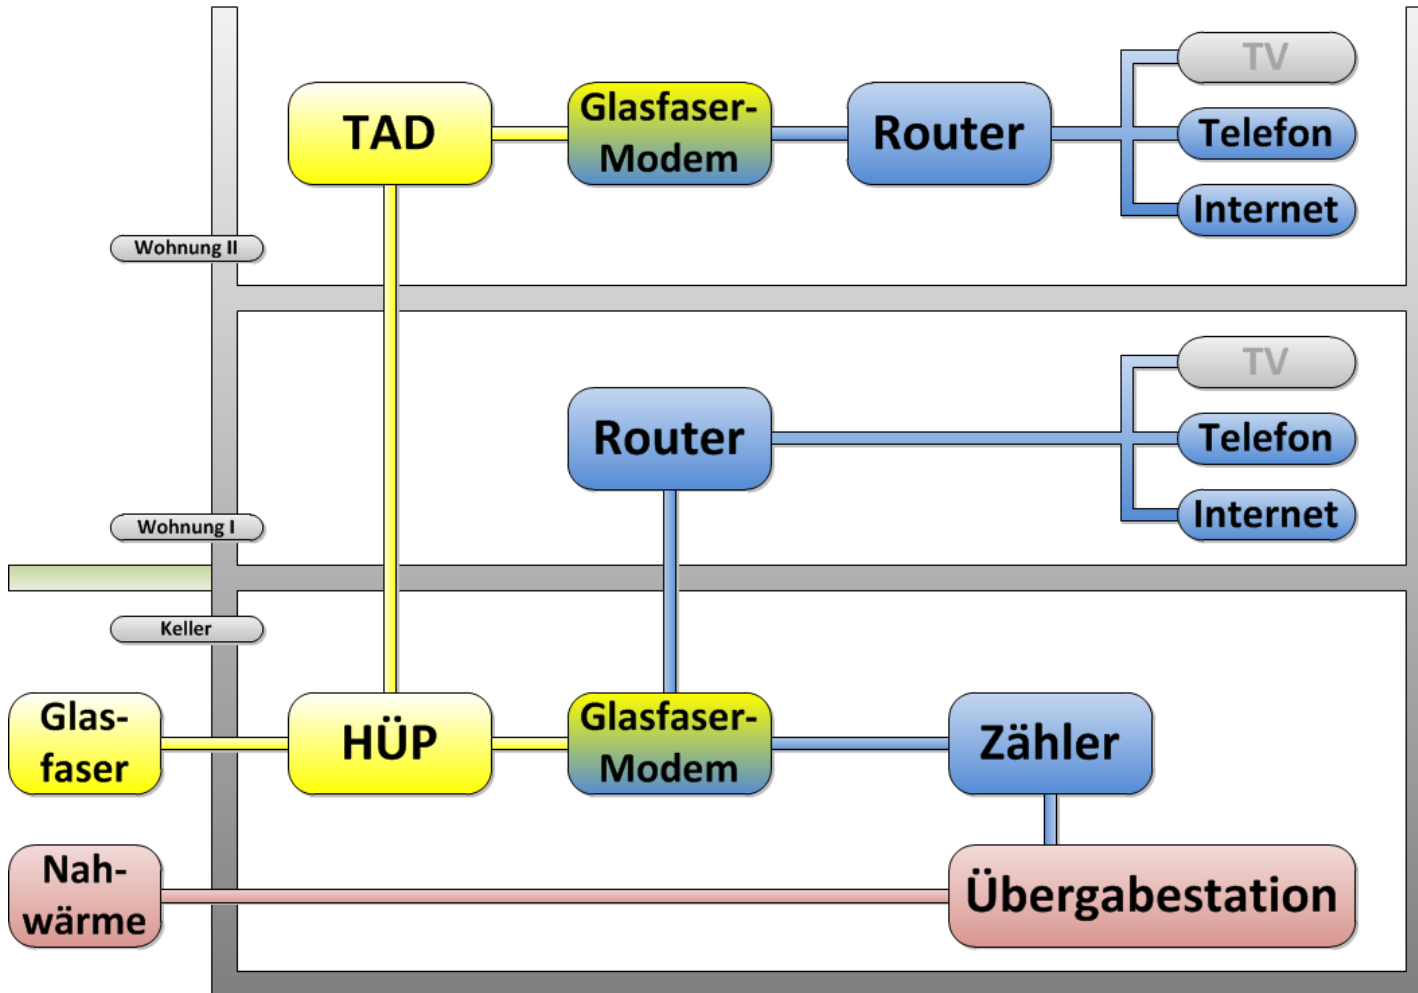 TV
TAD
Glasfaser-
Modem
Router
Telefon
Internet
Wohnung II
TV
Router
Telefon
Internet
Wohnung I
Keller
Glas-
faser
HÜP
Glasfaser-
Modem
Zähler
Nah-
wärme
Übergabestation